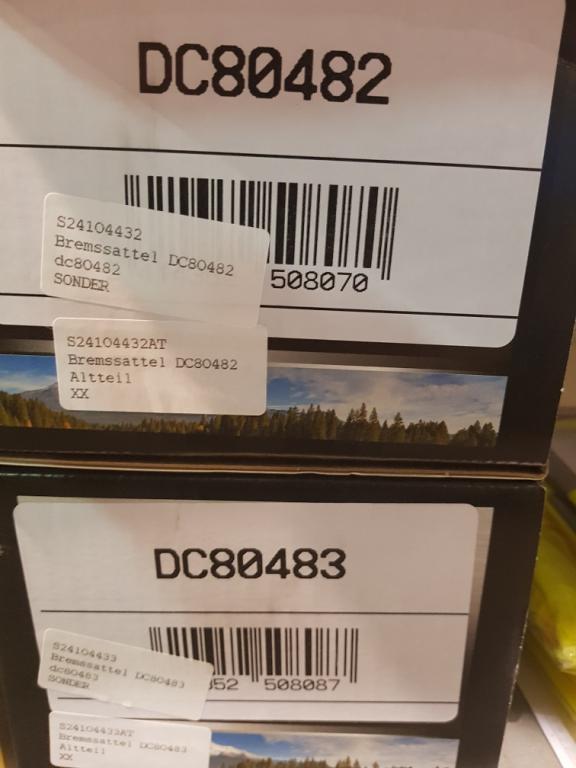 DC80482
S24104432
Bremssattel DC80482
dc80482
SONDER
508070
S24104432AT
Bremssattel DC80482
Altteil
XX
DC80483
S24104433
Bremssattel DC80483
dc80483
SONDER
352 508087
S24104433AT
Bremssattel DC80483
Altteil
XX